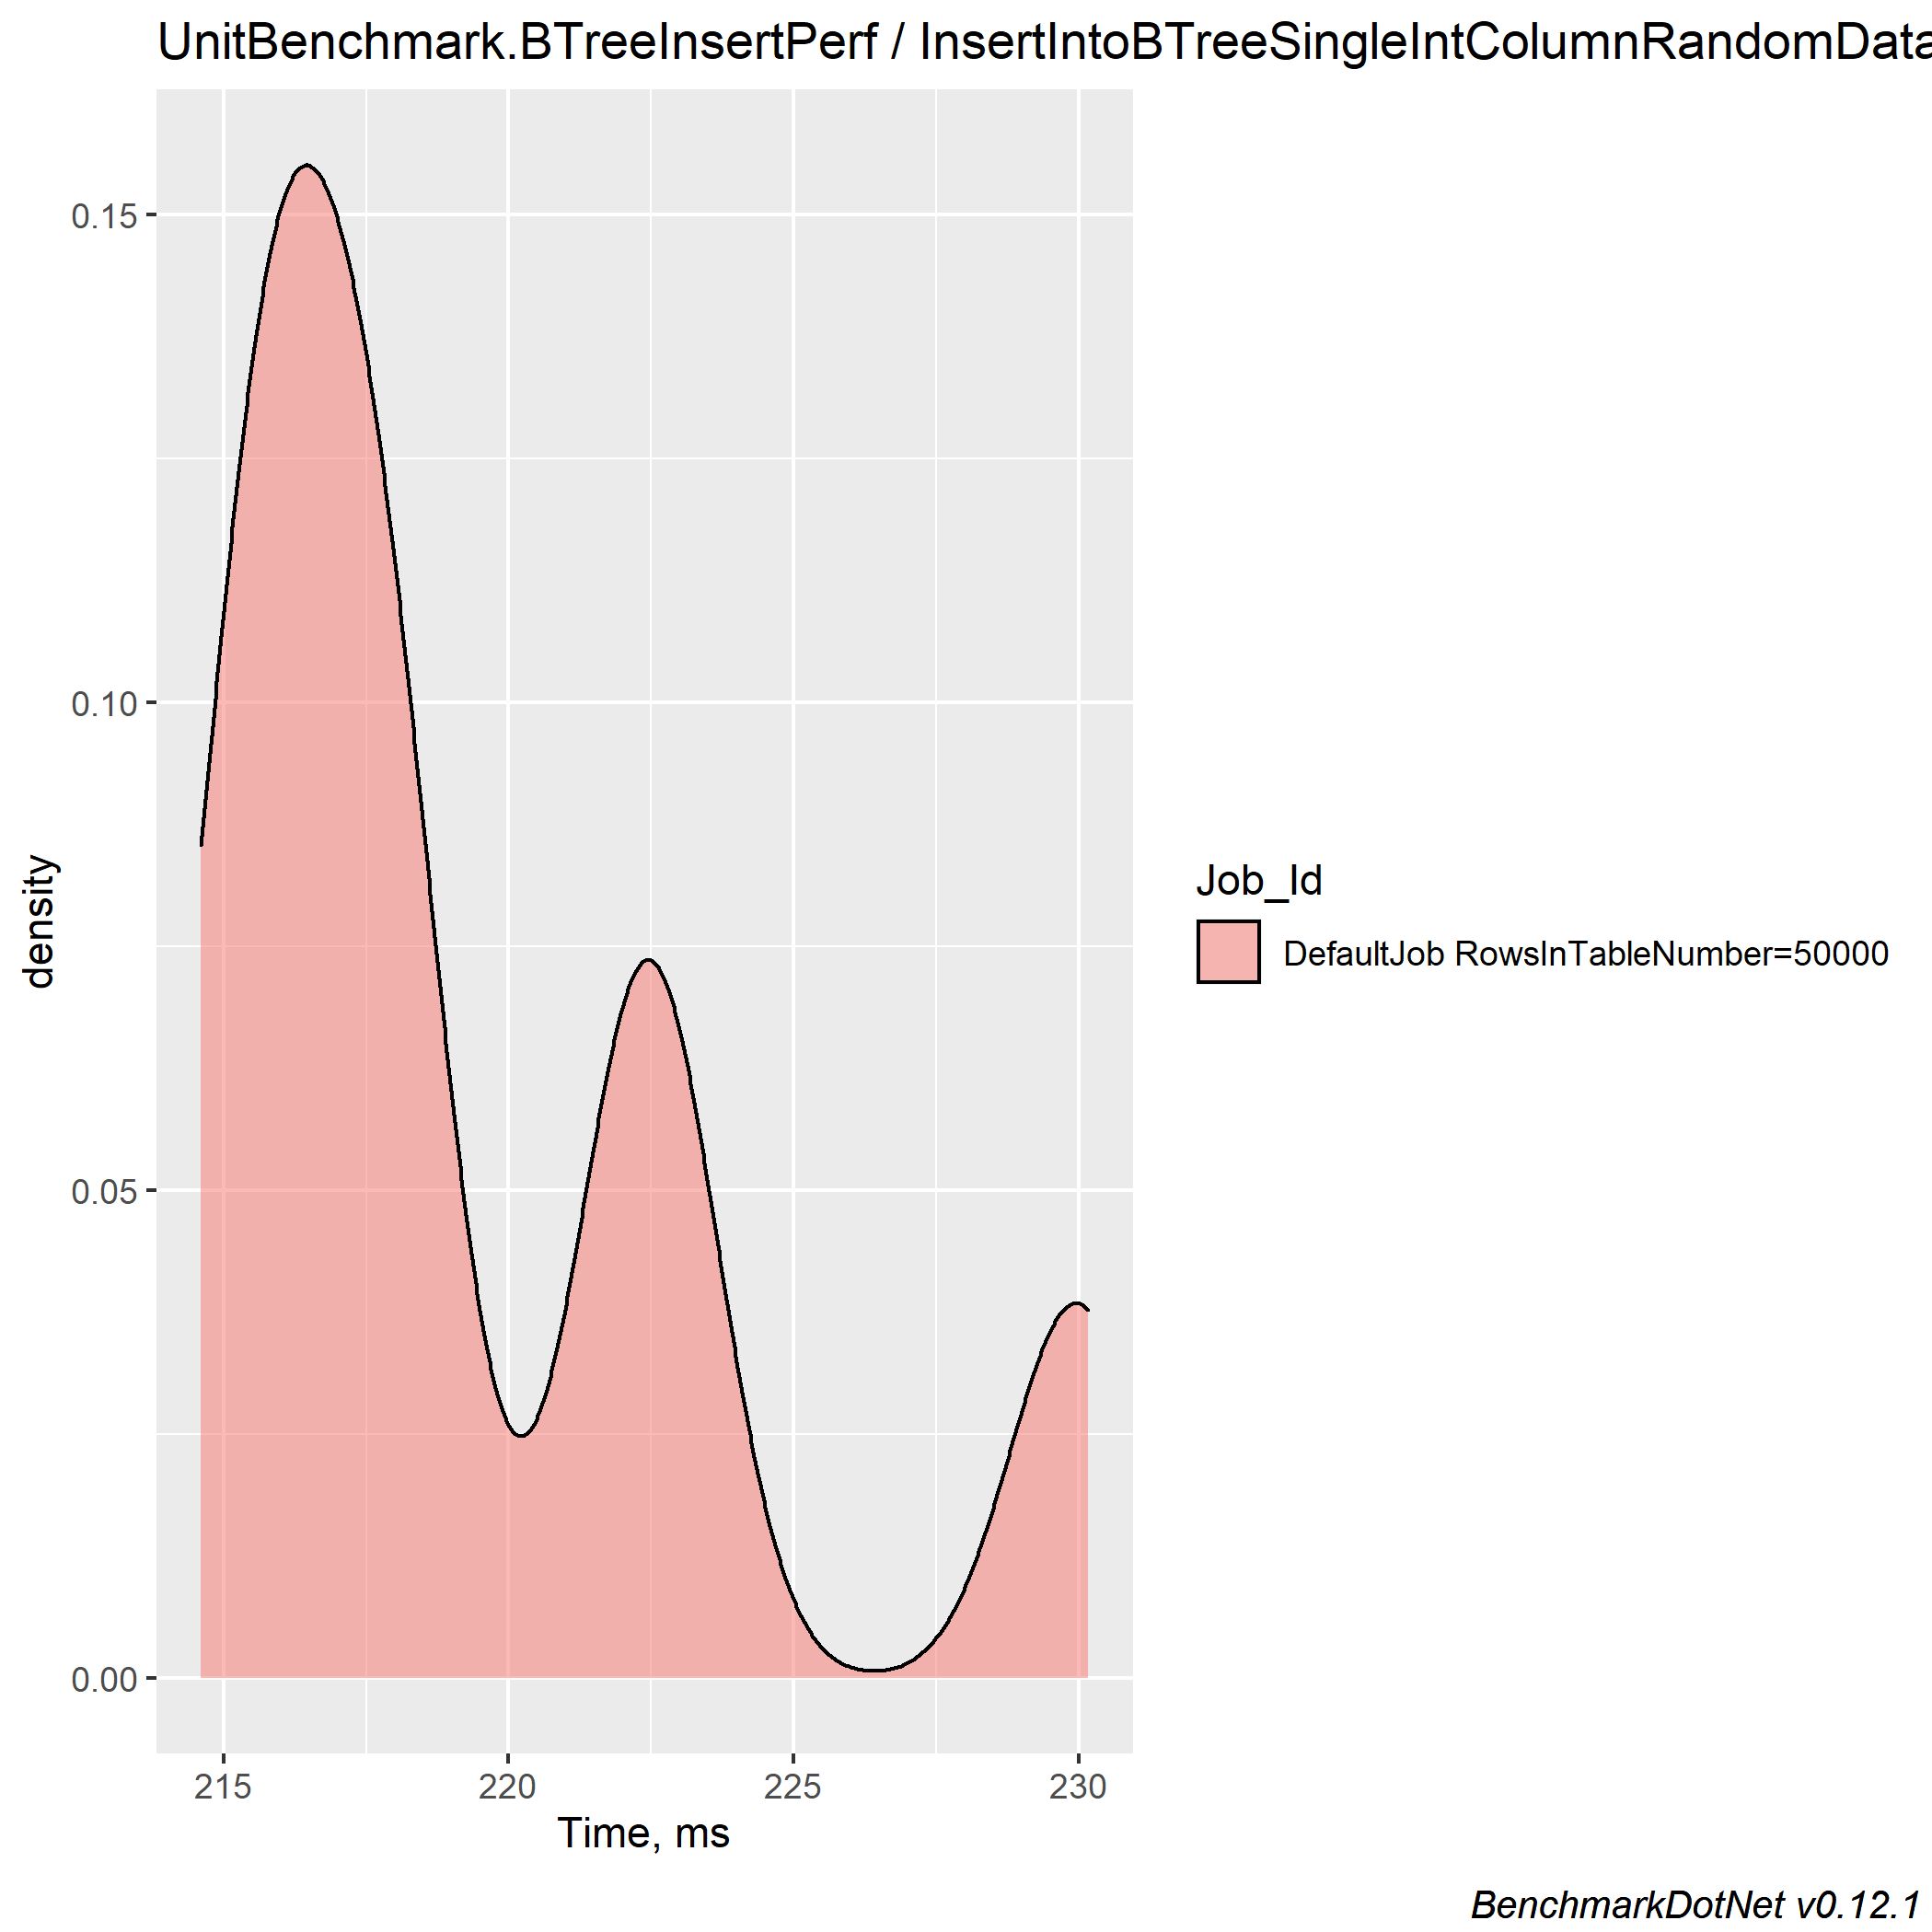 UnitBenchmark.BTreeInsertPerf / InsertIntoBTreeSingleIntColumnRandomData
0.15
0.10
0.05
0.00
density
215
220
225
230
Time, ms
Job_Id
DefaultJob RowsInTableNumber=50000
BenchmarkDotNet v0.12.1